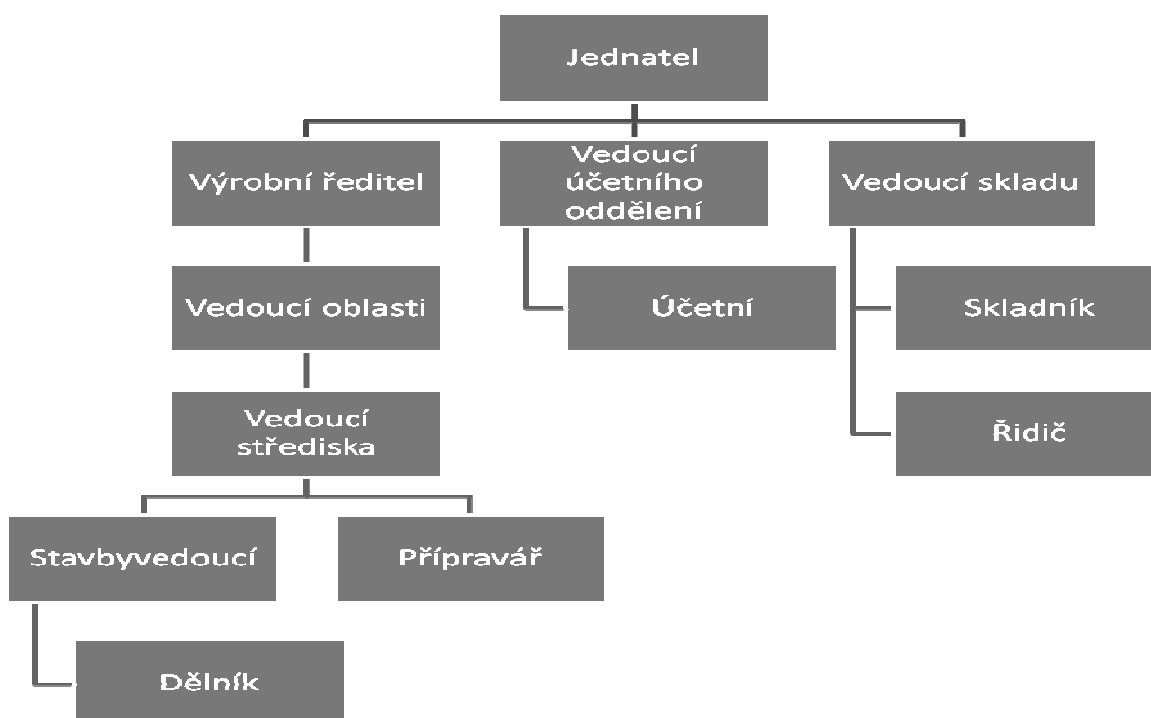 Jednatel
Výrobní ředitel
Vedoucí
účetního
oddělení
Vedoucí skladu
Vedoucí oblasti
Účetní
Skladník
Vedoucí
střediska
Řidič
Stavbyvedoucí
Přípravář
Dělník